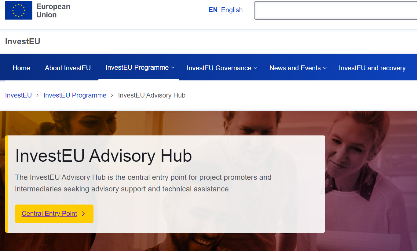 European
Union
EN English
InvestEU
Home About InvestEU InvestEU Programme InvestEU Governance News and Events InvestEU and recovery
InvestEU > InvestEU Programme > InvestEU Advisory Hub
InvestEU Advisory Hub
The InvestEU Advisory Hub is the central entry point for project promoters and
intermediaries seeking advisory support and technical assistance
Central Entry Point >